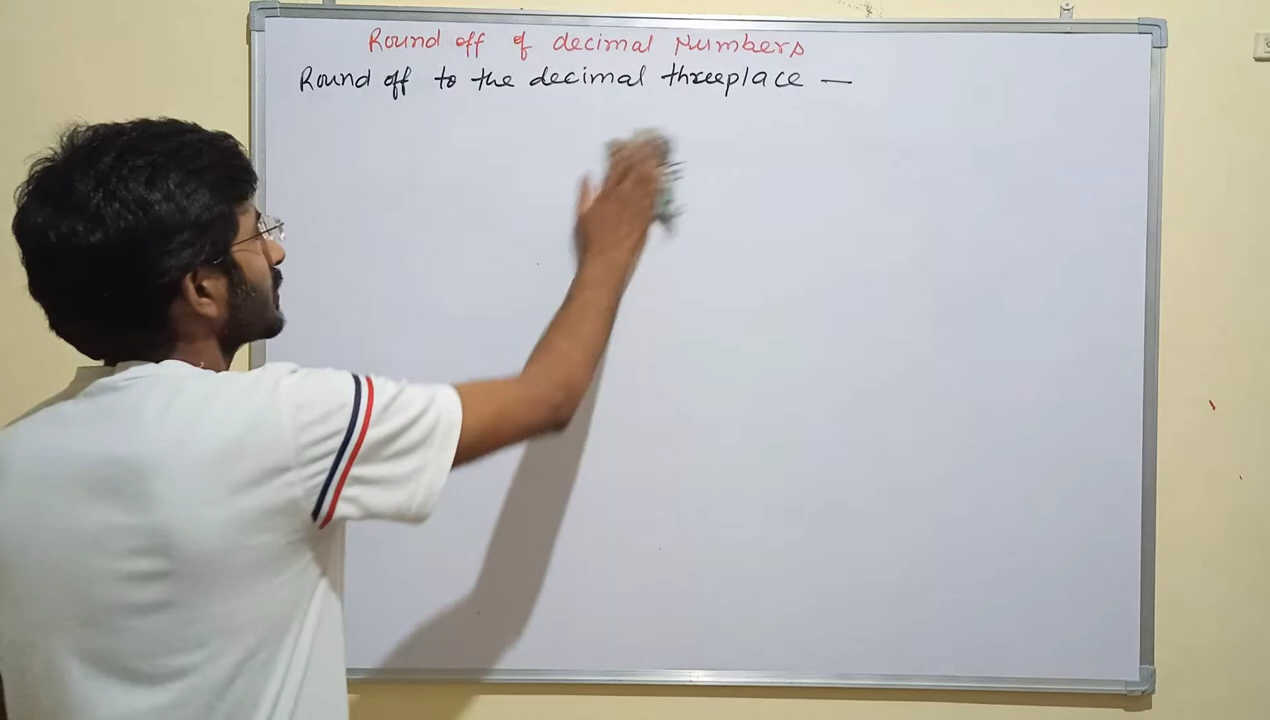 Round off of decimal Numbers
Round off to the decimal threeplace —